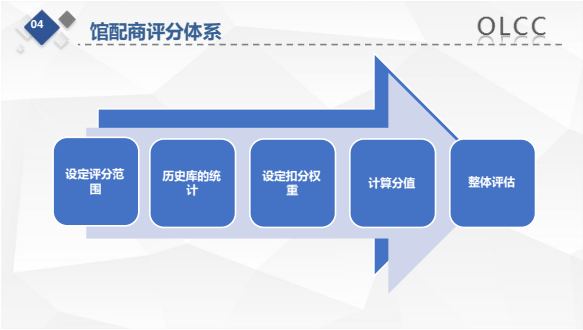 04
馆配商评分体系
OLCC
设定评分范
围
历史库的统
计
设定扣分权
重
计算分值
整体评估